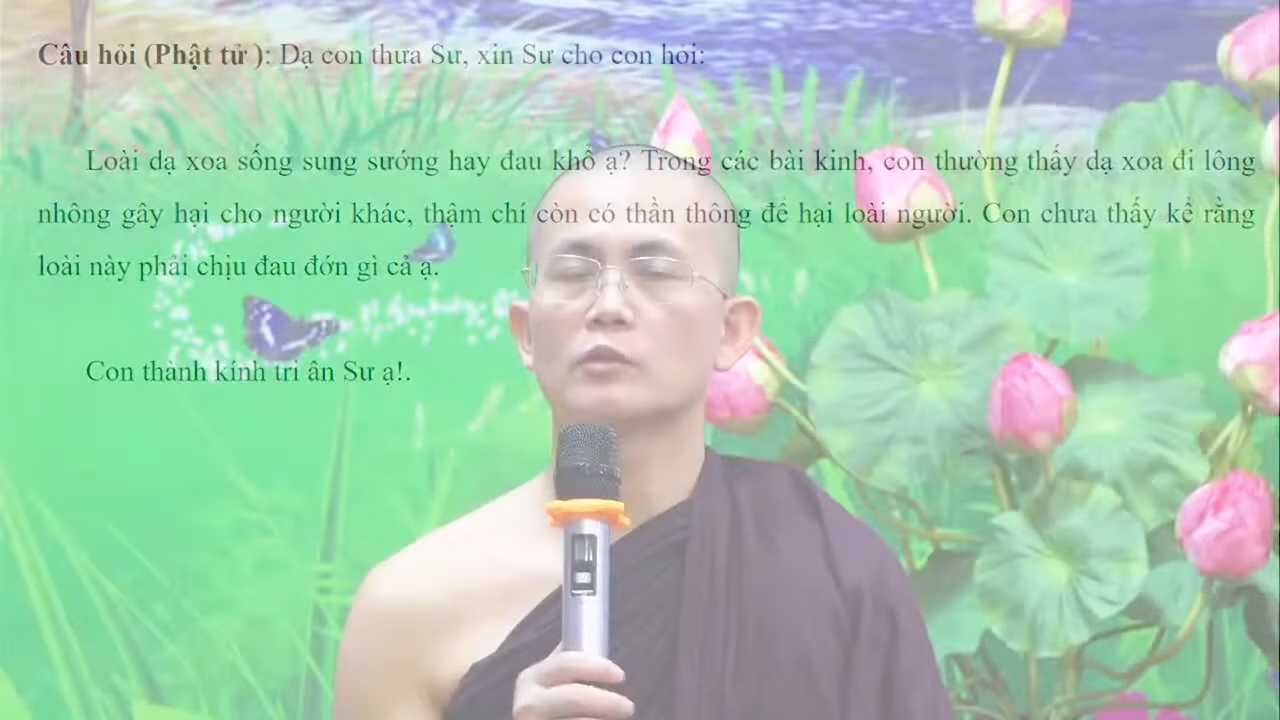 Câu hỏi (Phật tử ): Dạ con thưa Sư, xin Sư cho con hỏi:
Loài dạ xoa sống sung sướng hay đau khổ ạ? Trong các bài kinh, con thường thấy dạ xoa đi lông
nhông gây hại cho người khác, thậm chí còn có thần thông để hại loài người. Con chưa thấy kể rằng
loài này phải chịu đau đớn gì cả ạ.
Con thành kính tri ân Sư ạ!.